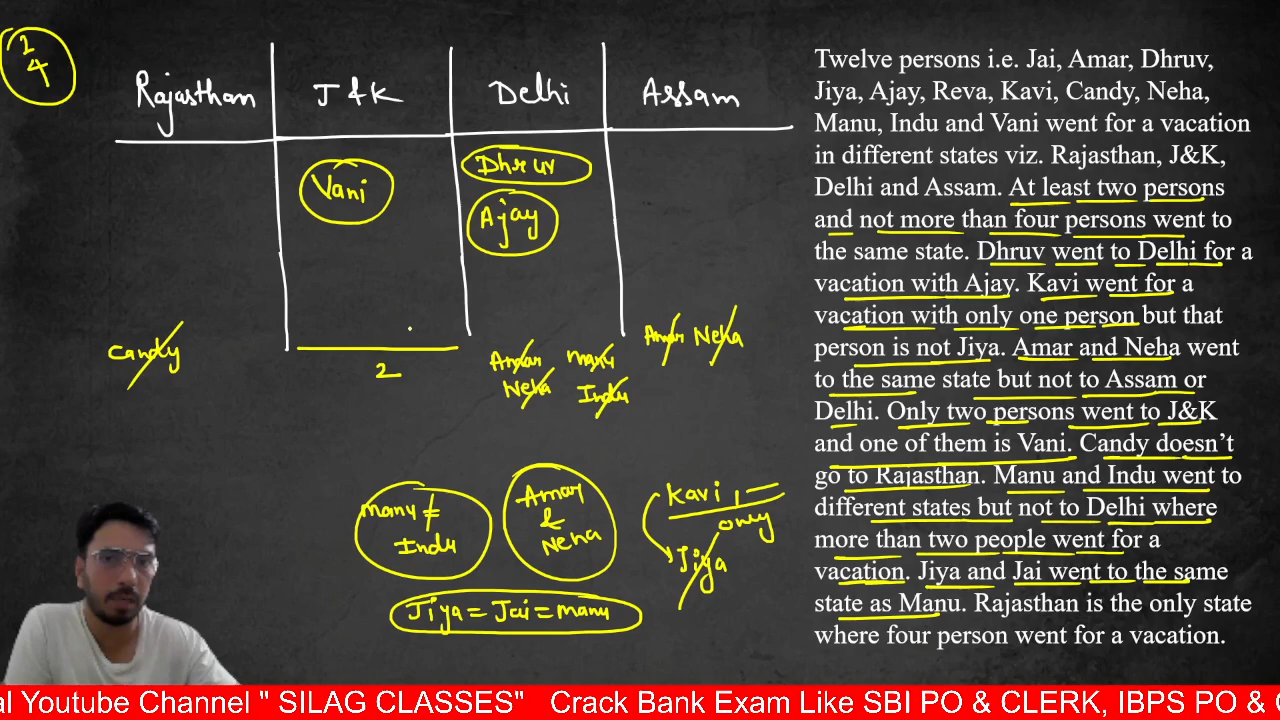 2
4
Rajasthan J &K Delhi Assam
Vani Dhruv
Ajay
Candy
2
Amar Manu
Neha Indu
Amar Neha
Manu ≠
Indu
Amar
&
Neha
Kavi 1
only
Jiya
Jiya = Jai = Manu
Twelve persons i.e. Jai, Amar, Dhruv,
Jiya, Ajay, Reva, Kavi, Candy, Neha,
Manu, Indu and Vani went for a vacation
in different states viz. Rajasthan, J&K,
Delhi and Assam. At least two persons
and not more than four persons went to
the same state. Dhruv went to Delhi for a
vacation with Ajay. Kavi went for a
vacation with only one person but that
person is not Jiya. Amar and Neha went
to the same state but not to Assam or
Delhi. Only two persons went to J&K
and one of them is Vani. Candy doesn’t
go to Rajasthan. Manu and Indu went to
different states but not to Delhi where
more than two people went for a
vacation. Jiya and Jai went to the same
state as Manu. Rajasthan is the only state
where four person went for a vacation.
al Youtube Channel " SILAG CLASSES" Crack Bank Exam Like SBI PO & CLERK, IBPS PO &